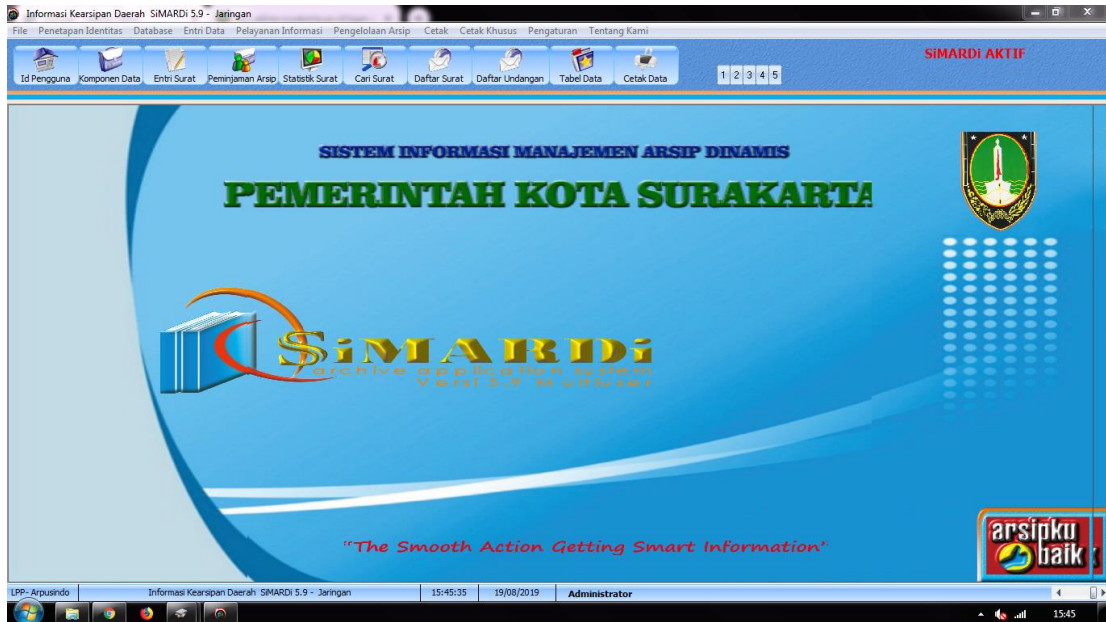 Informasi Kearsipan Daerah SiMARDi 5.9 - Jaringan
File Penetapan Identitas Database Entri Data Pelayanan Informasi Pengelolaan Arsip Cetak Cetak Khusus Pengaturan Tentang Kami
SiMARDi AKTIF
Id Pengguna Komponen Data Entri Surat Peminjaman Arsip Statistik Surat Cari Surat Daftar Surat Daftar Undangan Tabel Data Cetak Data 1 2 3 4 5
SISTEM INFORMASI MANAJEMEN ARSIP DINAMIS
PEMERINTAH KOTA SURAKARTA
SiMARDi
archive application system
Versi 5.9 Multiuser
"The Smooth Action Getting Smart Information"
arsipku
baik
LPP- Arpusindo Informasi Kearsipan Daerah SiMARDi 5.9 - Jaringan 15:45:35 19/08/2019 Administrator
15:45